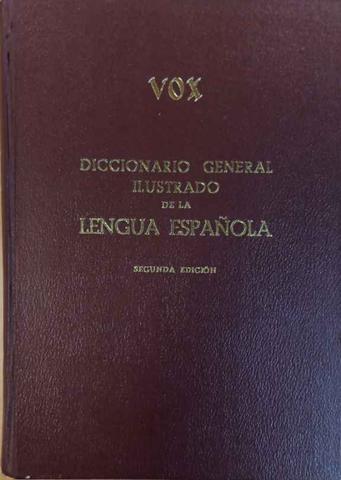 VOX
DICCIONARIO GENERAL
ILUSTRADO
DE LA
LENGUA ESPAÑOLA
SEGUNDA EDICIÓN